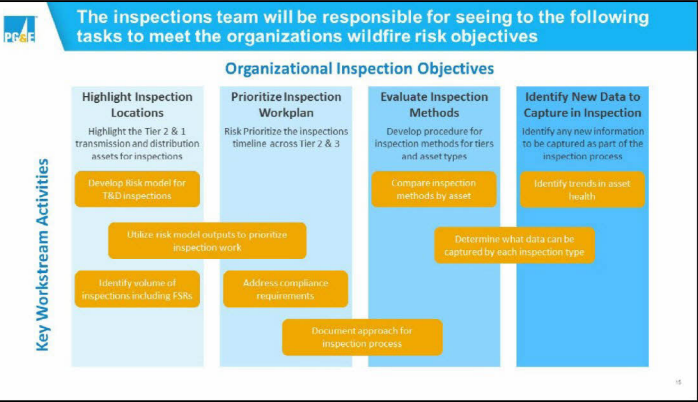 The inspections team will be responsible for seeing to the following
tasks to meet the organizations wildfire risk objectives
PG&E
Organizational Inspection Objectives
Key Workstream Activities
Highlight Inspection
Locations
Highlight the Tier 2 & 1
transmission and distribution
assets for inspections
Prioritize Inspection
Workplan
Risk Prioritize the inspections
timeline across Tier 2 & 3
Evaluate Inspection
Methods
Develop procedure for
inspection methods for tiers
and asset types
Identify New Data to
Capture in Inspection
Identify any new information
to be captured as part of the
inspection process
Develop Risk model for
T&D inspections
Compare inspection
methods by asset
Identify trends in asset
health
Utilize risk model outputs to prioritize
inspection work
Determine what data can be
captured by each inspection type
Identify volume of
inspections including FSRs
Address compliance
requirements
Document approach for
inspection process
15